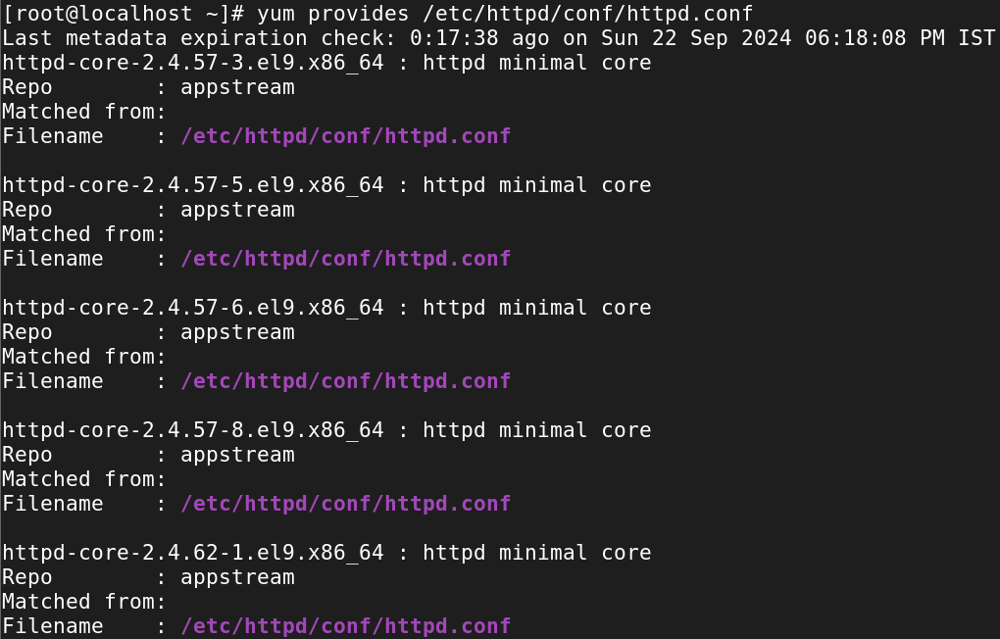 [root@localhost ~]# yum provides /etc/httpd/conf/httpd.conf
Last metadata expiration check: 0:17:38 ago on Sun 22 Sep 2024 06:18:08 PM IST
httpd-core-2.4.57-3.el9.x86_64 : httpd minimal core
Repo        : appstream
Matched from:
Filename    : /etc/httpd/conf/httpd.conf

httpd-core-2.4.57-5.el9.x86_64 : httpd minimal core
Repo        : appstream
Matched from:
Filename    : /etc/httpd/conf/httpd.conf

httpd-core-2.4.57-6.el9.x86_64 : httpd minimal core
Repo        : appstream
Matched from:
Filename    : /etc/httpd/conf/httpd.conf

httpd-core-2.4.57-8.el9.x86_64 : httpd minimal core
Repo        : appstream
Matched from:
Filename    : /etc/httpd/conf/httpd.conf

httpd-core-2.4.62-1.el9.x86_64 : httpd minimal core
Repo        : appstream
Matched from:
Filename    : /etc/httpd/conf/httpd.conf